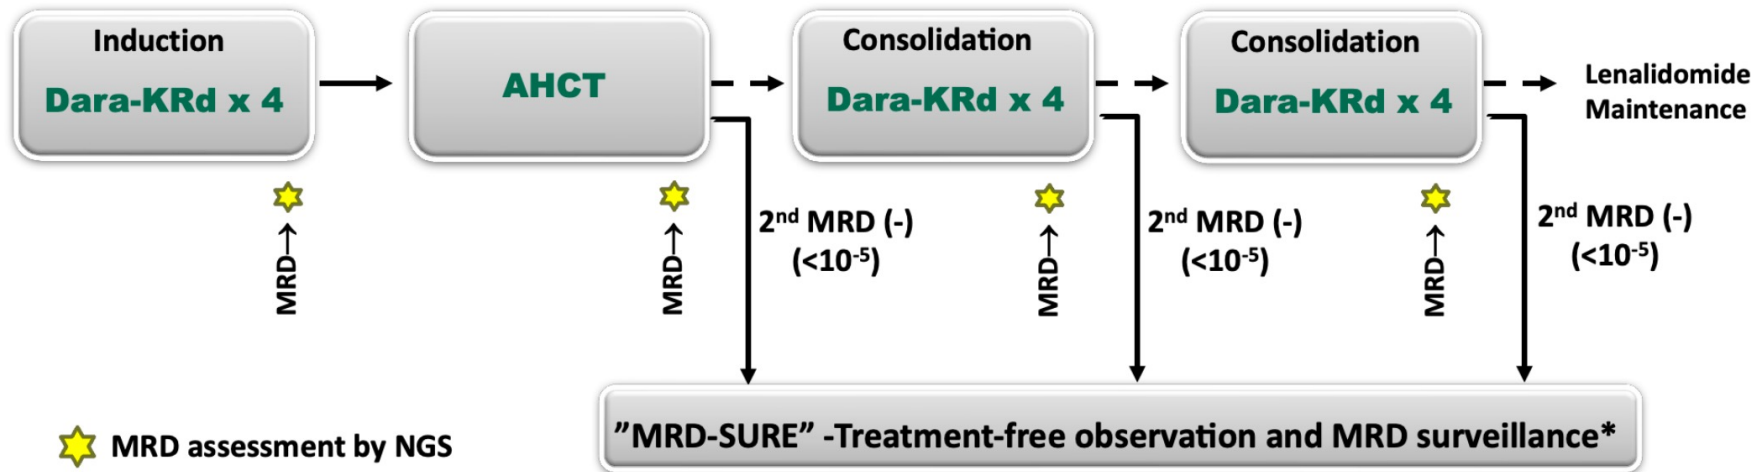 Induction
Dara-KRd x 4
AHCT
Consolidation
Dara-KRd x 4
Consolidation
Dara-KRd x 4
Lenalidomide
Maintenance
MRD→
MRD→
2ⁿᵈ MRD (-)
(<10⁻⁵)
MRD→
2ⁿᵈ MRD (-)
(<10⁻⁵)
MRD→
2ⁿᵈ MRD (-)
(<10⁻⁵)
”MRD-SURE” -Treatment-free observation and MRD surveillance*
MRD assessment by NGS